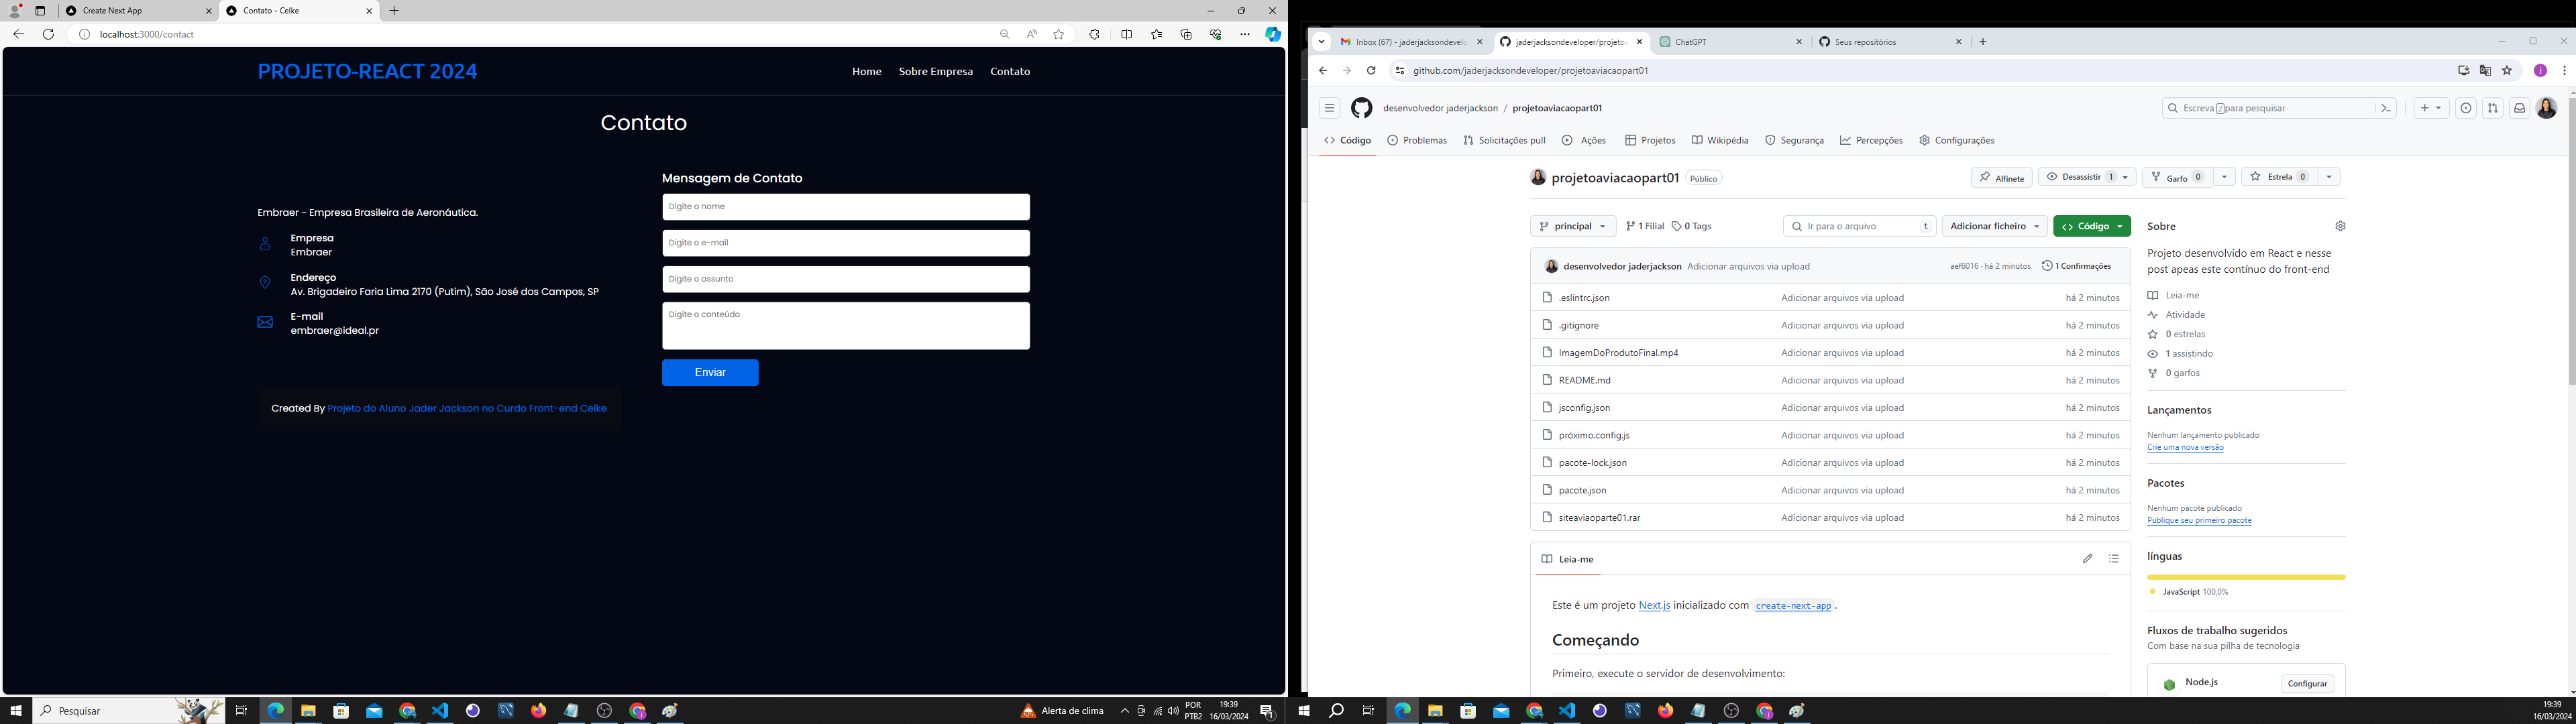 Create Next App
Contato - Celke
localhost:3000/contact
PROJETO-REACT 2024
Home
Sobre Empresa
Contato
Contato
Mensagem de Contato
Digite o nome
Digite o e-mail
Digite o assunto
Digite o conteúdo
Enviar
Embraer - Empresa Brasileira de Aeronáutica.
Empresa
Embraer
Endereço
Av. Brigadeiro Faria Lima 2170 (Putim), São José dos Campos, SP
E-mail
embraer@ideal.pr
Created By Projeto do Aluno Jader Jackson no Curdo Front-end Celke
Pesquisar
Alerta de clima
POR
PTB2
19:39
16/03/2024
1
Inbox (67) - jaderjacksondevelo
jaderjacksondeveloper/projetoa
ChatGPT
Seus repositórios
github.com/jaderjacksondeveloper/projetoaviacaopart01
i
desenvolvedor jaderjackson / projetoaviacaopart01
Escreva / para pesquisar
Código
Problemas
Solicitações pull
Ações
Projetos
Wikipédia
Segurança
Percepções
Configurações
projetoaviacaopart01 Público
Alfinete
Desassistir 1
Garfo 0
Estrela 0
principal
1 Filial
0 Tags
Ir para o arquivo t
Adicionar ficheiro
Código
desenvolvedor jaderjackson Adicionar arquivos via upload aef6016 · há 2 minutos 1 Confirmações
.eslintrc.json Adicionar arquivos via upload há 2 minutos
.gitignore Adicionar arquivos via upload há 2 minutos
ImagemDoProdutoFinal.mp4 Adicionar arquivos via upload há 2 minutos
README.md Adicionar arquivos via upload há 2 minutos
jsconfig.json Adicionar arquivos via upload há 2 minutos
próximo.config.js Adicionar arquivos via upload há 2 minutos
pacote-lock.json Adicionar arquivos via upload há 2 minutos
pacote.json Adicionar arquivos via upload há 2 minutos
siteaviaoparte01.rar Adicionar arquivos via upload há 2 minutos
Leia-me
Este é um projeto Next.js inicializado com create-next-app .
Começando
Primeiro, execute o servidor de desenvolvimento:
Sobre
Projeto desenvolvido em React e nesse
post apeas este contínuo do front-end
Leia-me
Atividade
0 estrelas
1 assistindo
0 garfos
Lançamentos
Nenhum lançamento publicado
Crie uma nova versão
Pacotes
Nenhum pacote publicado
Publique seu primeiro pacote
línguas
JavaScript 100,0%
Fluxos de trabalho sugeridos
Com base na sua pilha de tecnologia
Node.js
Configurar
19:39
16/03/2024